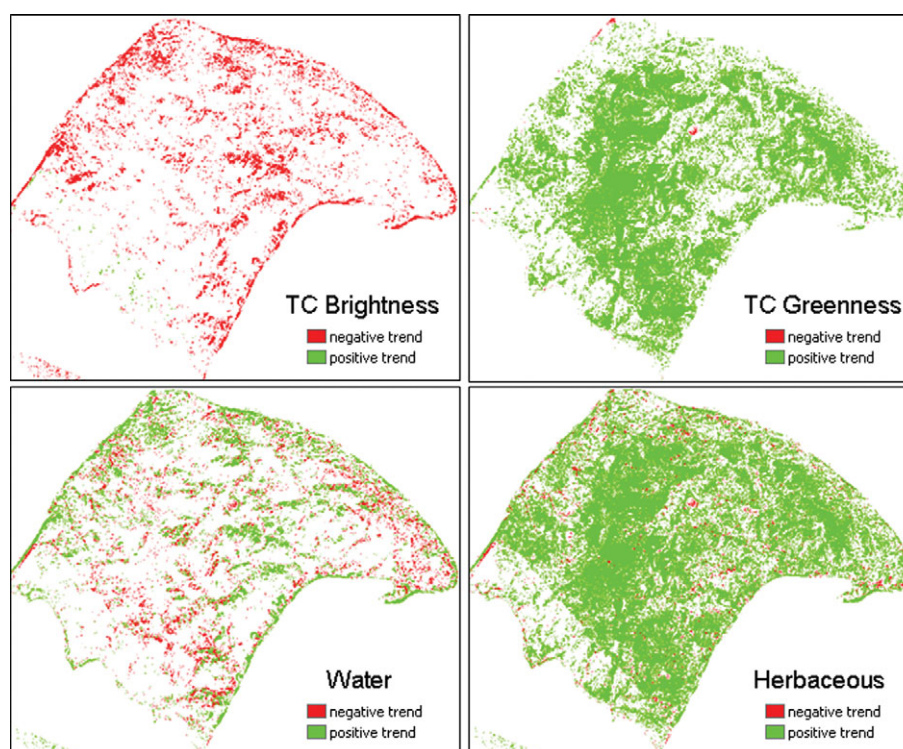 TC Brightness
negative trend
positive trend
TC Greenness
negative trend
positive trend
Water
negative trend
positive trend
Herbaceous
negative trend
positive trend